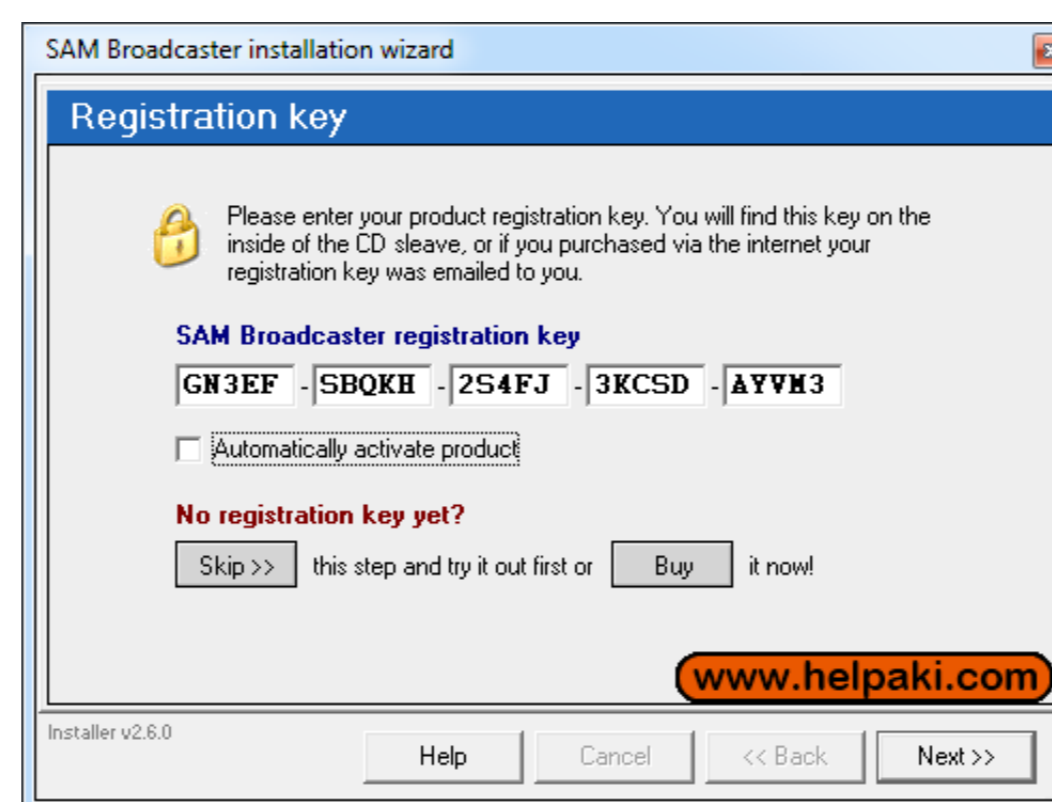 SAM Broadcaster installation wizard
Registration key
Please enter your product registration key. You will find this key on the
inside of the CD sleave, or if you purchased via the internet your
registration key was emailed to you.
SAM Broadcaster registration key
GN3EF - SBQKH - 2S4FJ - 3KCSD - AYVM3
Automatically activate product
No registration key yet?
Skip >> this step and try it out first or Buy it now!
www.helpaki.com
Installer v2.6.0
Help Cancel << Back Next >>